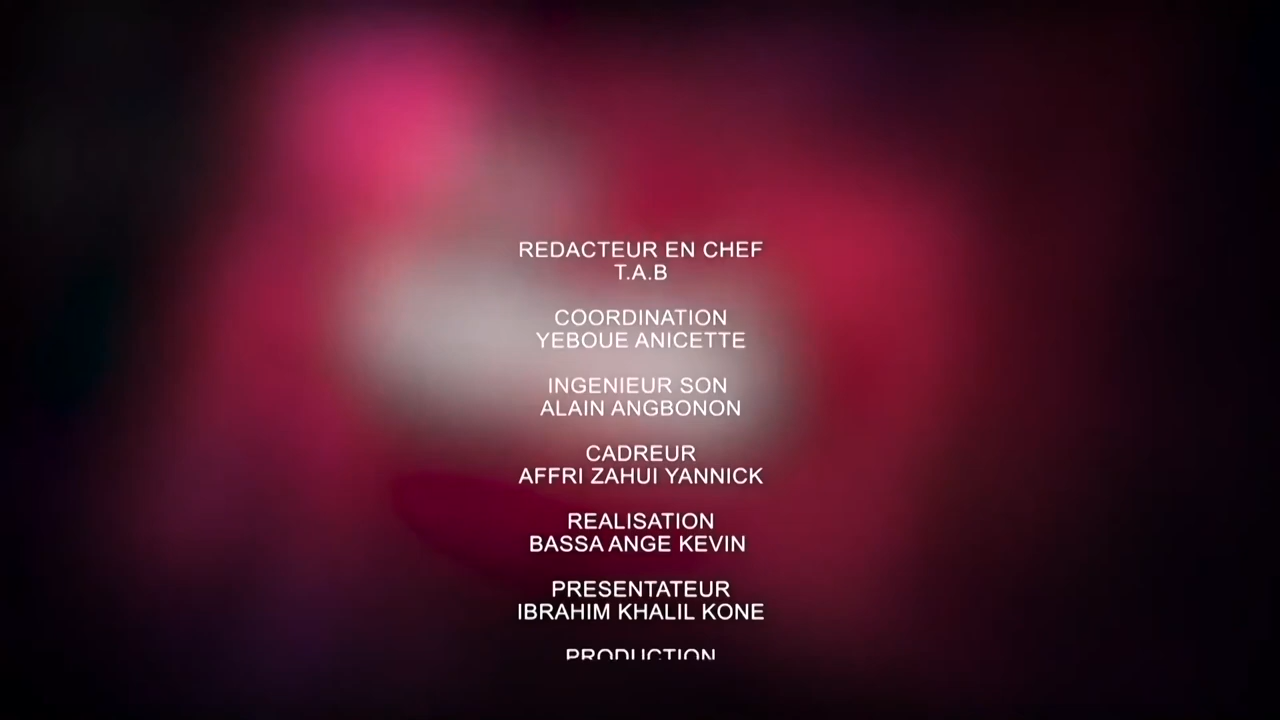 REDACTEUR EN CHEF
T.A.B
COORDINATION
YEBOUE ANICETTE
INGENIEUR SON
ALAIN ANGBONON
CADREUR
AFFRI ZAHUI YANNICK
REALISATION
BASSA ANGE KEVIN
PRESENTATEUR
IBRAHIM KHALIL KONE
PRODUCTION